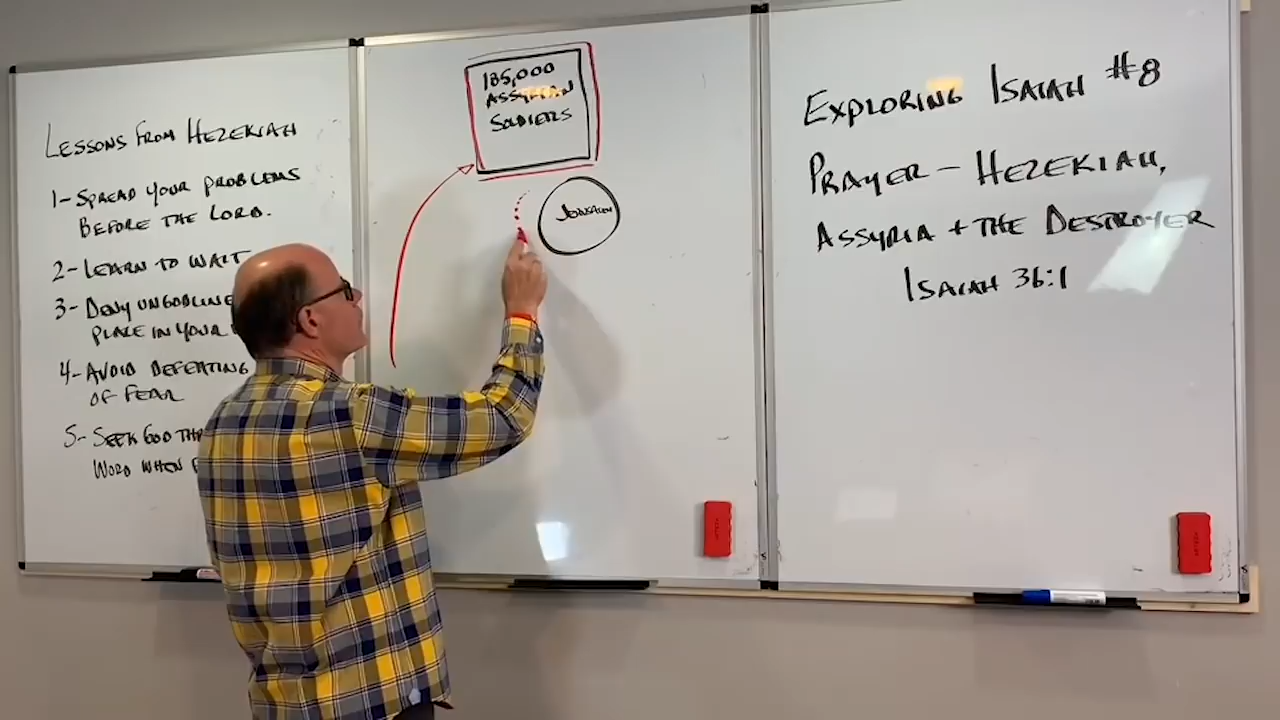 LESSONS FROM HEZEKIAH
1- SPREAD YOUR PROBLEMS
BEFORE THE LORD.
2- LEARN TO WAIT
3- DENY UNGODLINE
PLACE IN YOUR
4- AVOID DEFEATING
OF FEAR
5- SEEK GOD THR
WORD WHEN
185,000
ASSYRIAN
SOLDIERS
JERUSALEM
EXPLORING ISAIAH #8
PRAYER - HEZEKIAH,
ASSYRIA + THE DESTROYER
ISAIAH 36:1